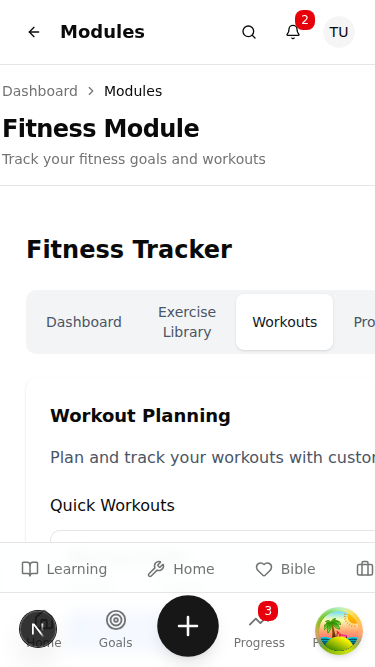 Modules
2
TU
Dashboard > Modules
Fitness Module
Track your fitness goals and workouts
Fitness Tracker
Dashboard
Exercise
Library
Workouts
Pro
Workout Planning
Plan and track your workouts with custor
Quick Workouts
Learning
Home
Bible
N
Home
Goals
3
Progress